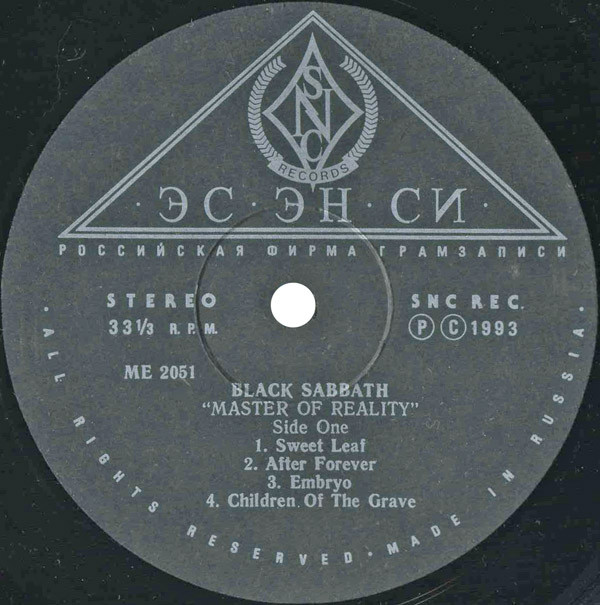 SNC
RECORDS
· ЭС · ЭН · СИ ·
РОССИЙСКАЯ ФИРМА ГРАМЗАПИСИ
STEREO
33⅓ R.P.M.
SNC REC.
Ⓟ Ⓒ 1993
ME 2051
BLACK SABBATH
“MASTER OF REALITY”
Side One
1. Sweet Leaf
2. After Forever
3. Embryo
4. Children Of The Grave
· ALL RIGHTS RESERVED · MADE IN RUSSIA ·